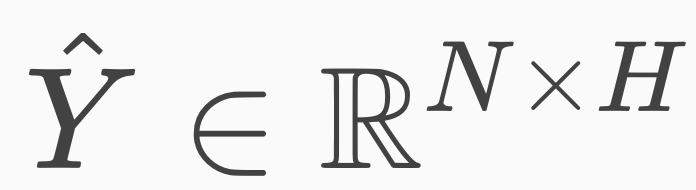 Ŷ ∈ ℝ^{N×H}